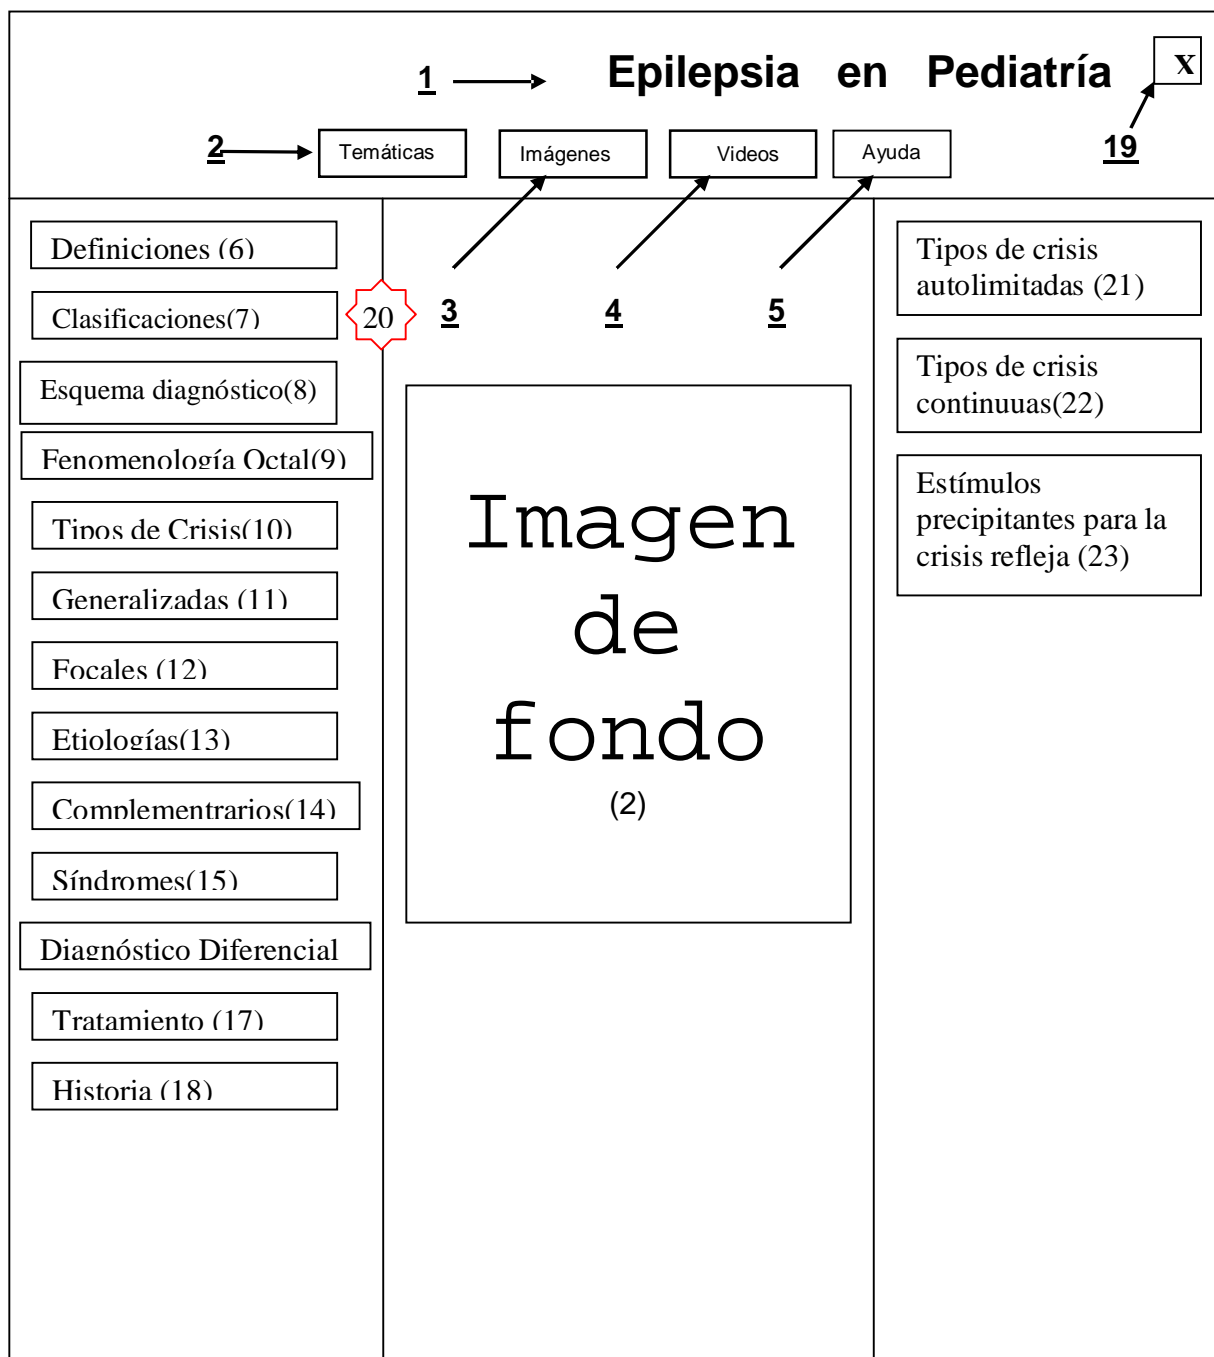 1
Epilepsia en Pediatría
X
2
Temáticas
Imágenes
Videos
Ayuda
19
Definiciones (6)
Clasificaciones(7)
20
Esquema diagnóstico(8)
Fenomenología Octal(9)
Tipos de Crisis(10)
Generalizadas (11)
Focales (12)
Etiologías(13)
Complementrarios(14)
Síndromes(15)
Diagnóstico Diferencial
Tratamiento (17)
Historia (18)
3
4
5
Imagen
de
fondo
(2)
Tipos de crisis
autolimitadas (21)
Tipos de crisis
continuuas(22)
Estímulos
precipitantes para la
crisis refleja (23)